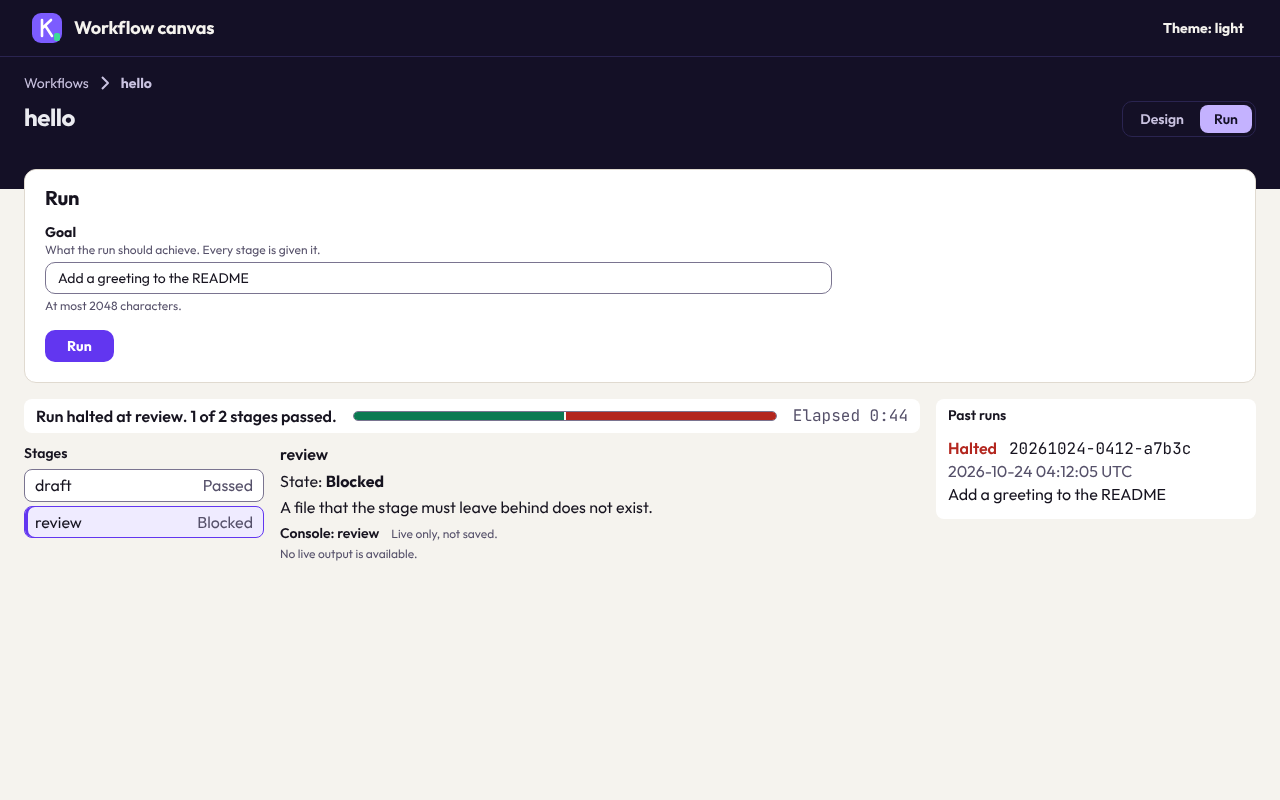 Workflow canvas
Theme: light
Workflows hello
hello
Design Run
Run
Goal
What the run should achieve. Every stage is given it.
Add a greeting to the README
At most 2048 characters.
Run
Run halted at review. 1 of 2 stages passed. Elapsed 0:44
Stages
draft Passed
review Blocked
review
State: Blocked
A file that the stage must leave behind does not exist.
Console: review Live only, not saved.
No live output is available.
Past runs
Halted 20261024-0412-a7b3c
2026-10-24 04:12:05 UTC
Add a greeting to the README